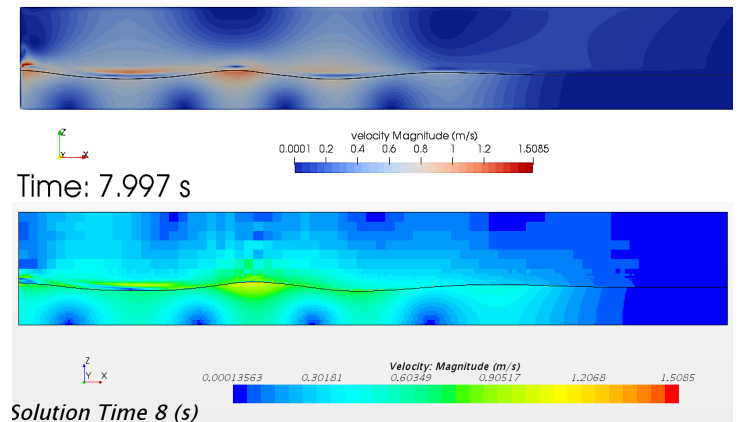 Z
Y X
velocity Magnitude (m/s)
0.0001 0.2 0.4 0.6 0.8 1 1.2 1.5085
Time: 7.997 s
Z
Y X
Velocity: Magnitude (m/s)
0.00013563 0.30181 0.60349 0.90517 1.2068 1.5085
Solution Time 8 (s)